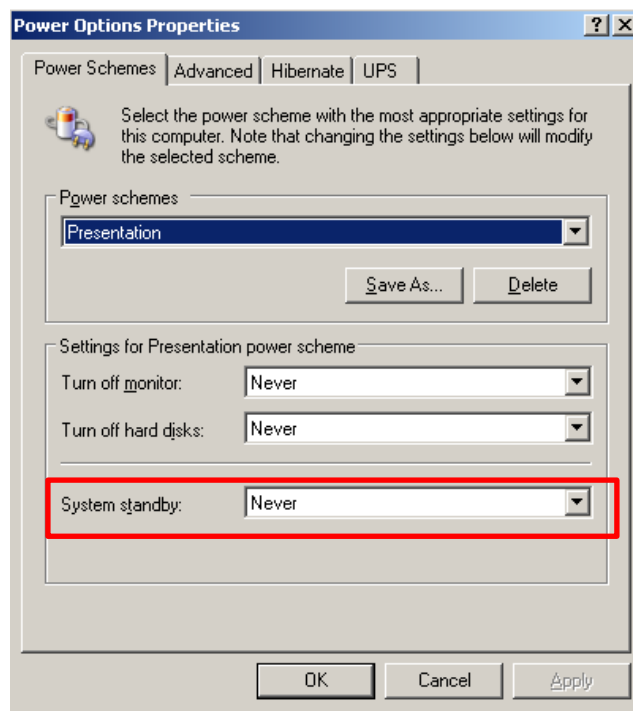 Power Options Properties
Power Schemes Advanced Hibernate UPS
Select the power scheme with the most appropriate settings for
this computer. Note that changing the settings below will modify
the selected scheme.
Power schemes
Presentation
Save As... Delete
Settings for Presentation power scheme
Turn off monitor: Never
Turn off hard disks: Never
System standby: Never
OK Cancel Apply